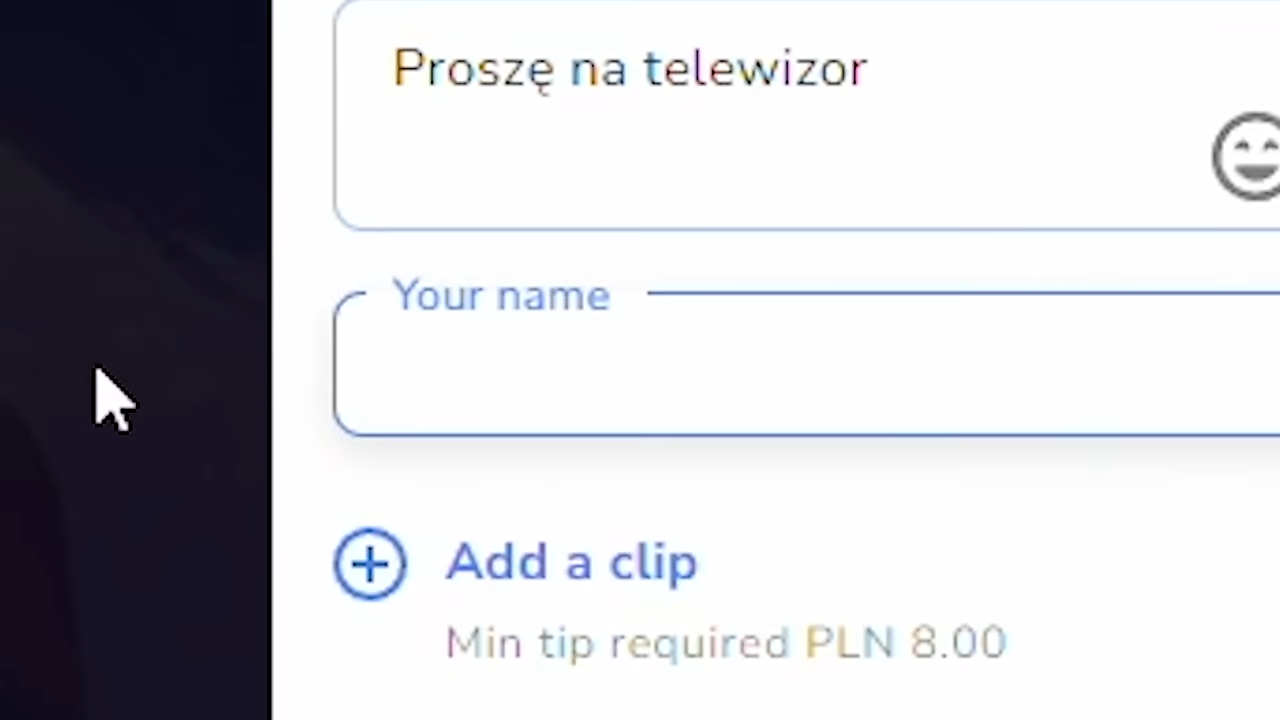 Proszę na telewizor
Your name
Add a clip
Min tip required PLN 8.00